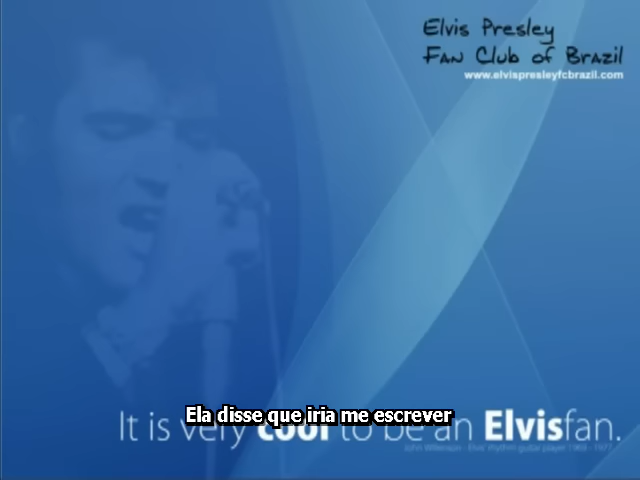 Elvis Presley
Fan Club of Brazil
www.elvispresleyfcbrazil.com
Ela disse que iria me escrever
It is very cool to be an Elvisfan.